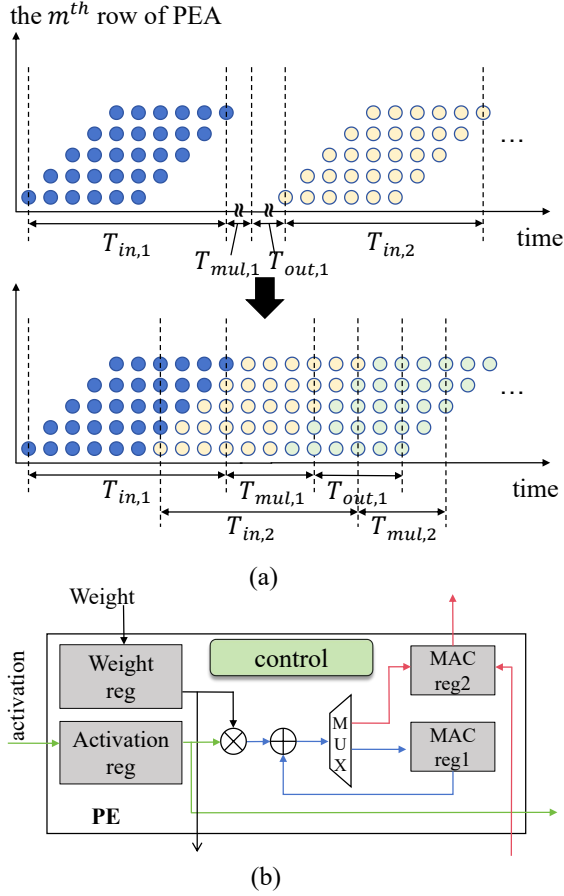 the m^th row of PEA
...
T_in,1
T_mul,1
T_out,1
T_in,2
time
...
T_in,1
T_mul,1
T_out,1
time
T_in,2
T_mul,2
(a)
Weight
activation
Weight
reg
control
MAC
reg2
Activation
reg
MUX
MAC
reg1
PE
(b)